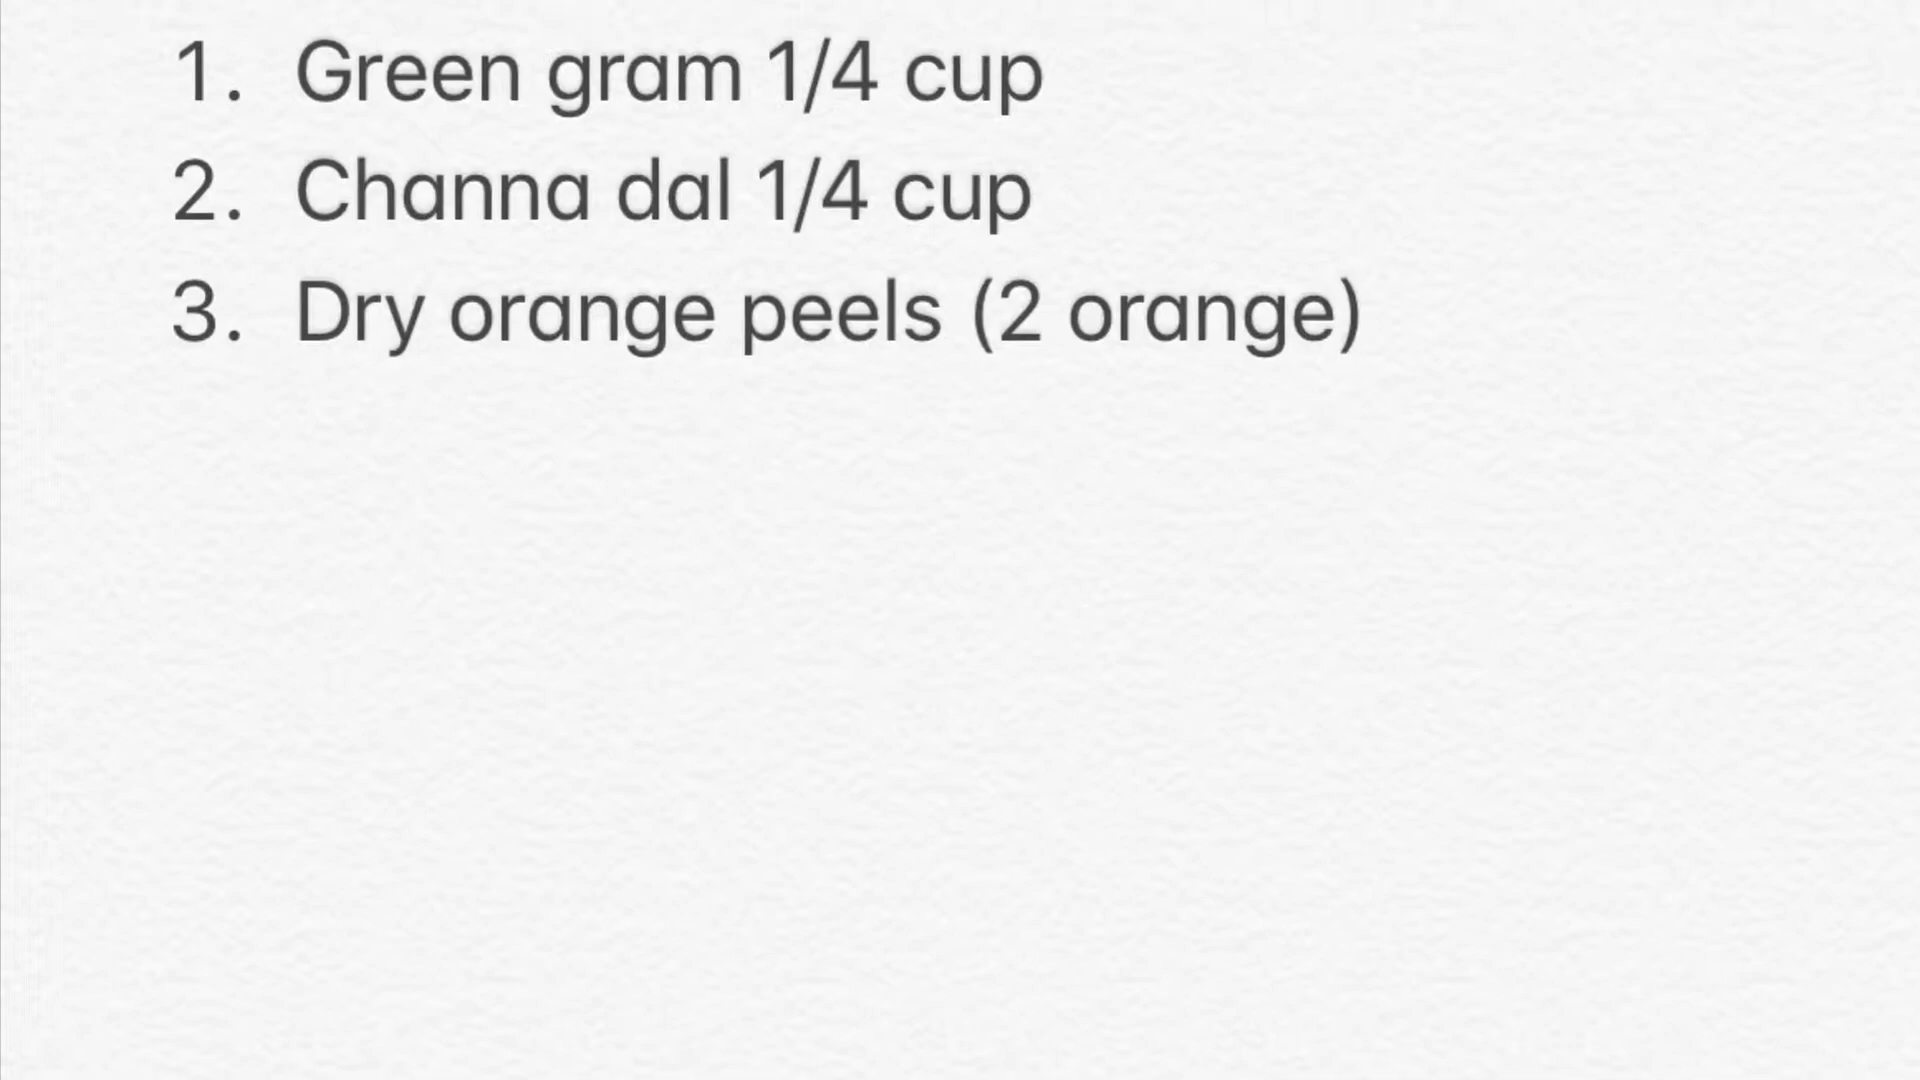 1. Green gram 1/4 cup
2. Channa dal 1/4 cup
3. Dry orange peels (2 orange)